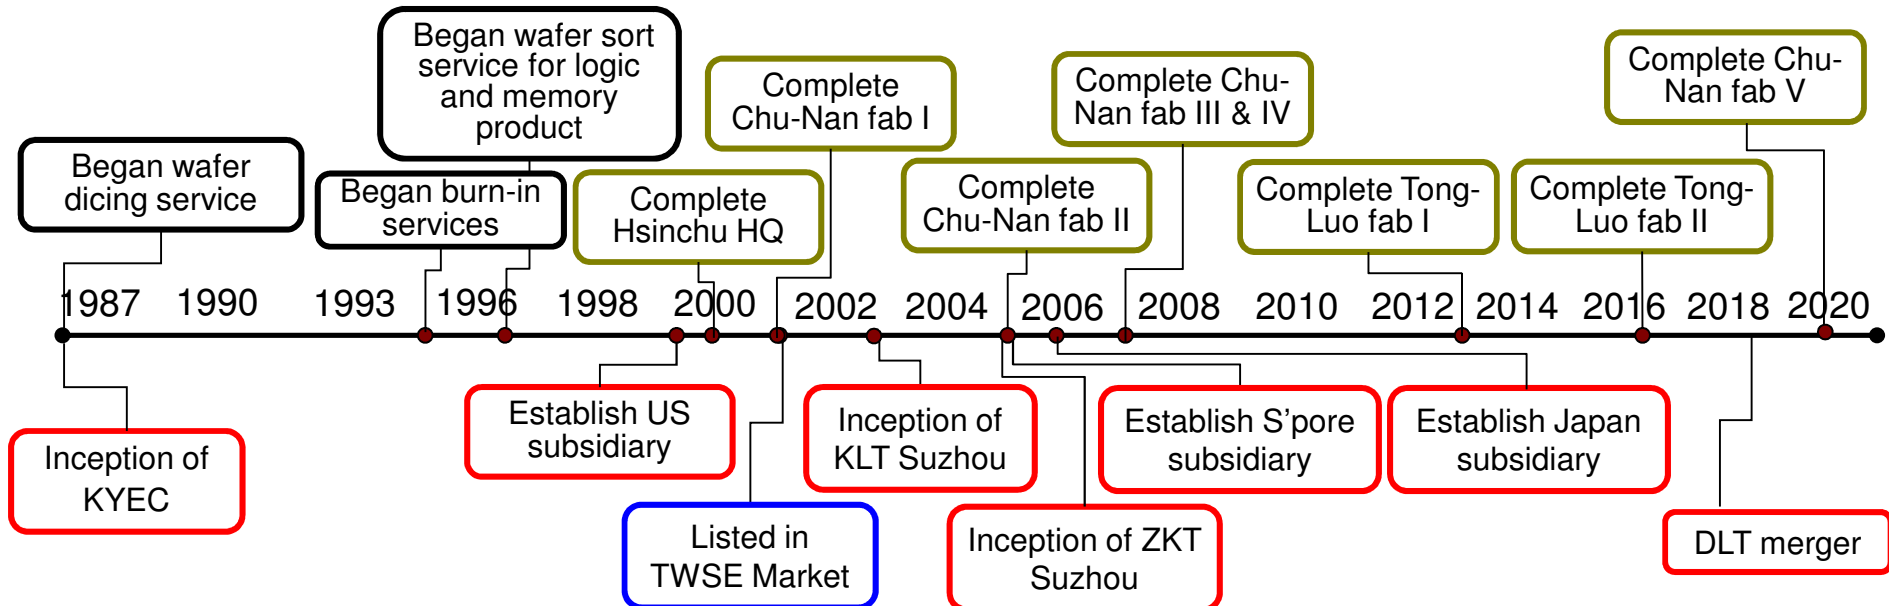 Began wafer
dicing service
Began wafer sort
service for logic
and memory
product
Began burn-in
services
Complete
Hsinchu HQ
Complete
Chu-Nan fab I
Complete
Chu-Nan fab II
Complete Chu-
Nan fab III & IV
Complete Tong-
Luo fab I
Complete Tong-
Luo fab II
Complete Chu-
Nan fab V
1987 1990 1993 1996 1998 2000 2002 2004 2006 2008 2010 2012 2014 2016 2018 2020
Inception of
KYEC
Establish US
subsidiary
Listed in
TWSE Market
Inception of
KLT Suzhou
Inception of ZKT
Suzhou
Establish S’pore
subsidiary
Establish Japan
subsidiary
DLT merger